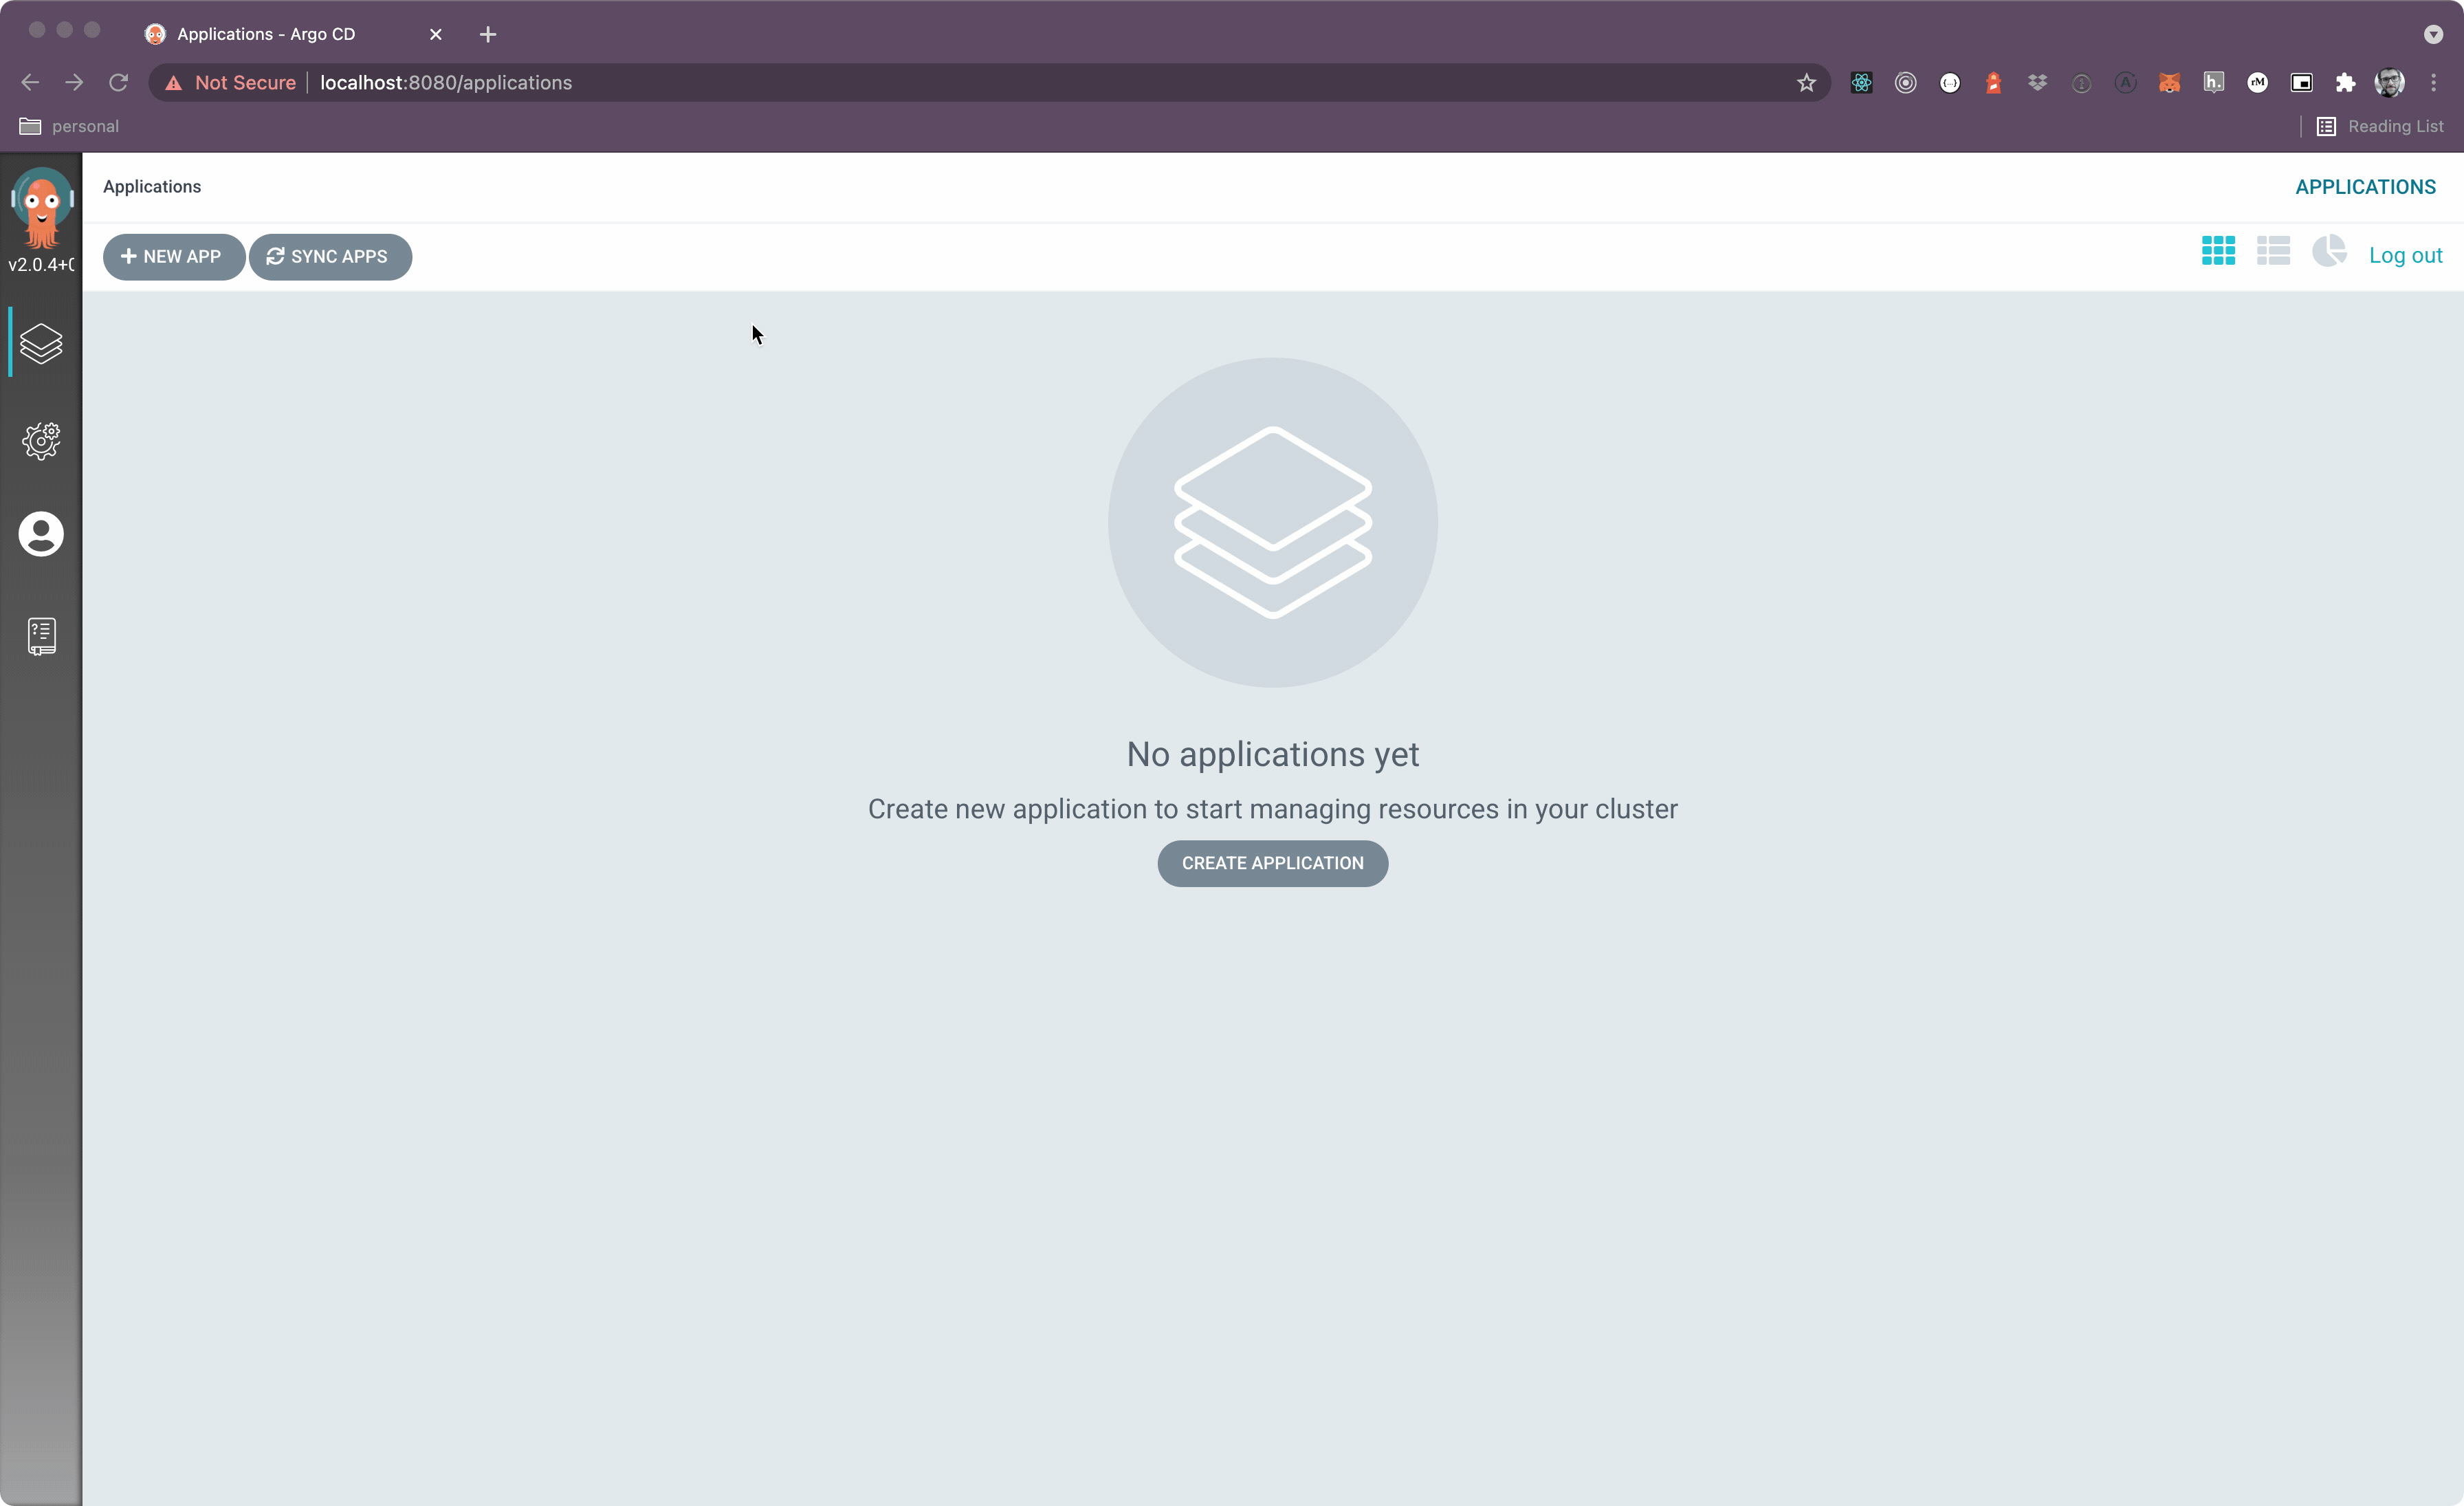 Applications - Argo CD
Not Secure
localhost:8080/applications
personal
Reading List
v2.0.4+
Applications
APPLICATIONS
NEW APP
SYNC APPS
Log out
No applications yet
Create new application to start managing resources in your cluster
CREATE APPLICATION